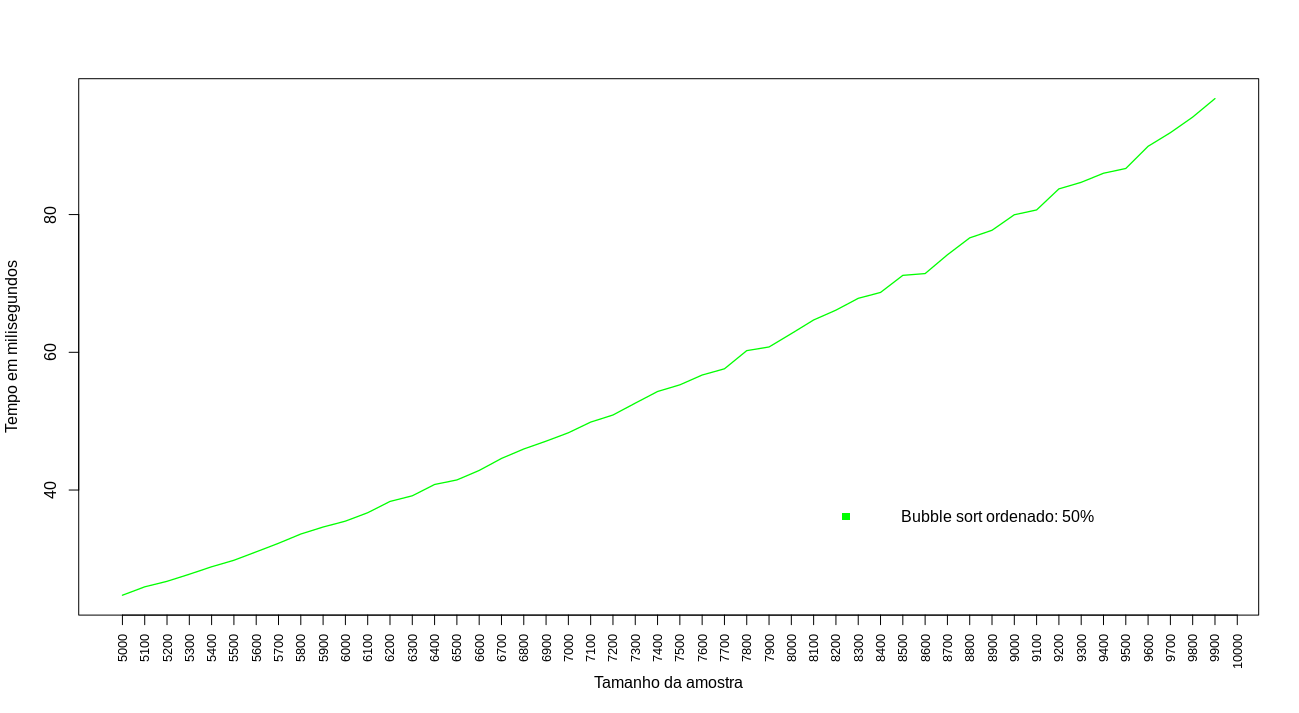 Tempo em milisegundos
80
60
40
Bubble sort ordenado: 50%
5000 5100 5200 5300 5400 5500 5600 5700 5800 5900 6000 6100 6200 6300 6400 6500 6600 6700 6800 6900 7000 7100 7200 7300 7400 7500 7600 7700 7800 7900 8000 8100 8200 8300 8400 8500 8600 8700 8800 8900 9000 9100 9200 9300 9400 9500 9600 9700 9800 9900 10000
Tamanho da amostra